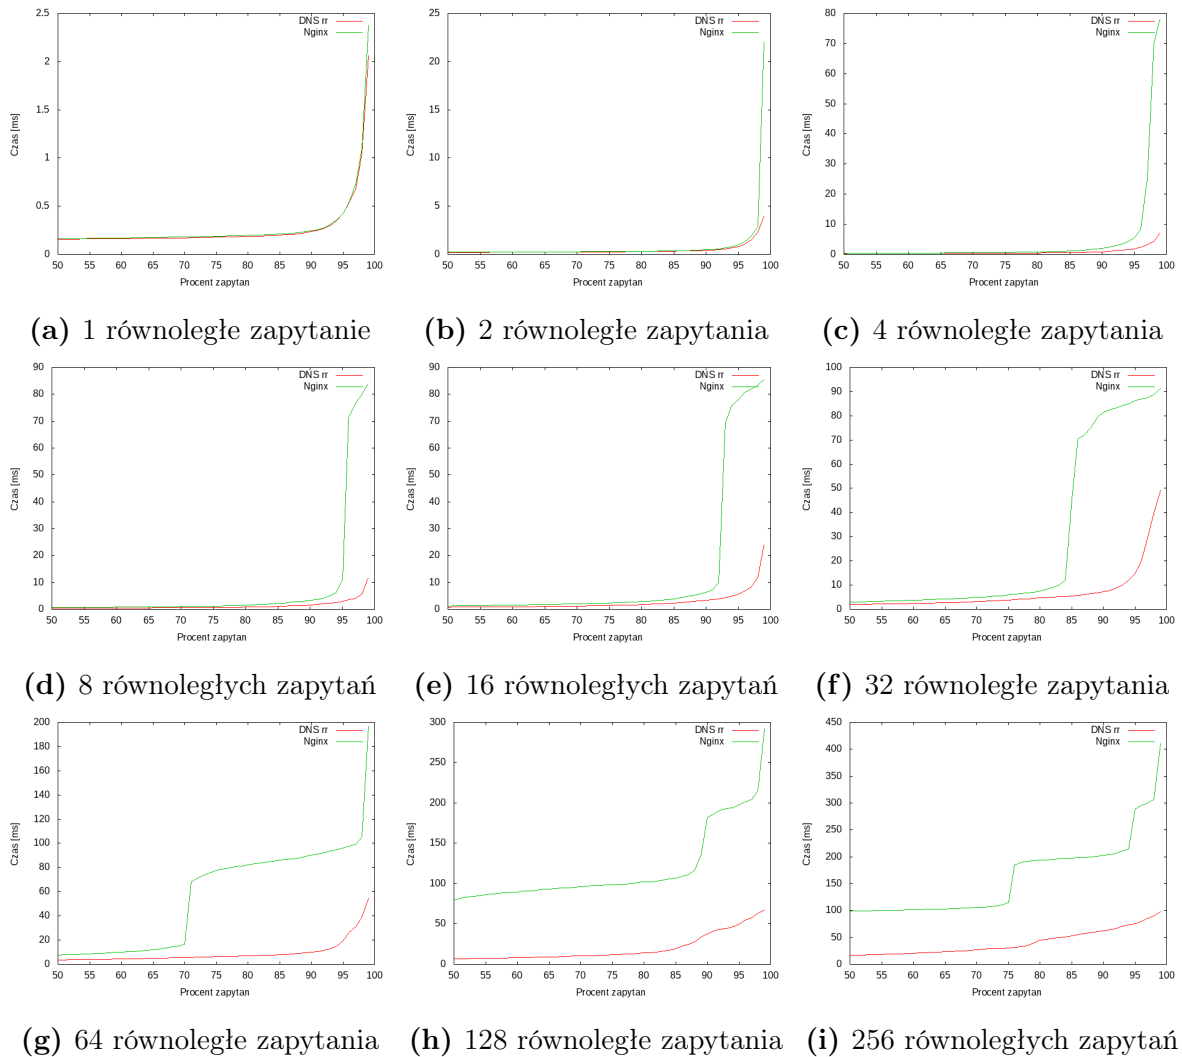 2.5
2
1.5
1
0.5
0
Czas [ms]
DNS rr
Nginx
50 55 60 65 70 75 80 85 90 95 100
Procent zapytan
(a) 1 równoległe zapytanie
25
20
15
10
5
0
Czas [ms]
DNS rr
Nginx
50 55 60 65 70 75 80 85 90 95 100
Procent zapytan
(b) 2 równoległe zapytania
80
70
60
50
40
30
20
10
0
Czas [ms]
DNS rr
Nginx
50 55 60 65 70 75 80 85 90 95 100
Procent zapytan
(c) 4 równoległe zapytania
90
80
70
60
50
40
30
20
10
0
Czas [ms]
DNS rr
Nginx
50 55 60 65 70 75 80 85 90 95 100
Procent zapytan
(d) 8 równoległych zapytań
90
80
70
60
50
40
30
20
10
0
Czas [ms]
DNS rr
Nginx
50 55 60 65 70 75 80 85 90 95 100
Procent zapytan
(e) 16 równoległych zapytań
100
90
80
70
60
50
40
30
20
10
0
Czas [ms]
DNS rr
Nginx
50 55 60 65 70 75 80 85 90 95 100
Procent zapytan
(f) 32 równoległe zapytania
200
180
160
140
120
100
80
60
40
20
0
Czas [ms]
DNS rr
Nginx
50 55 60 65 70 75 80 85 90 95 100
Procent zapytan
(g) 64 równoległe zapytania
300
250
200
150
100
50
0
Czas [ms]
DNS rr
Nginx
50 55 60 65 70 75 80 85 90 95 100
Procent zapytan
(h) 128 równoległe zapytania
450
400
350
300
250
200
150
100
50
0
Czas [ms]
DNS rr
Nginx
50 55 60 65 70 75 80 85 90 95 100
Procent zapytan
(i) 256 równoległych zapytań